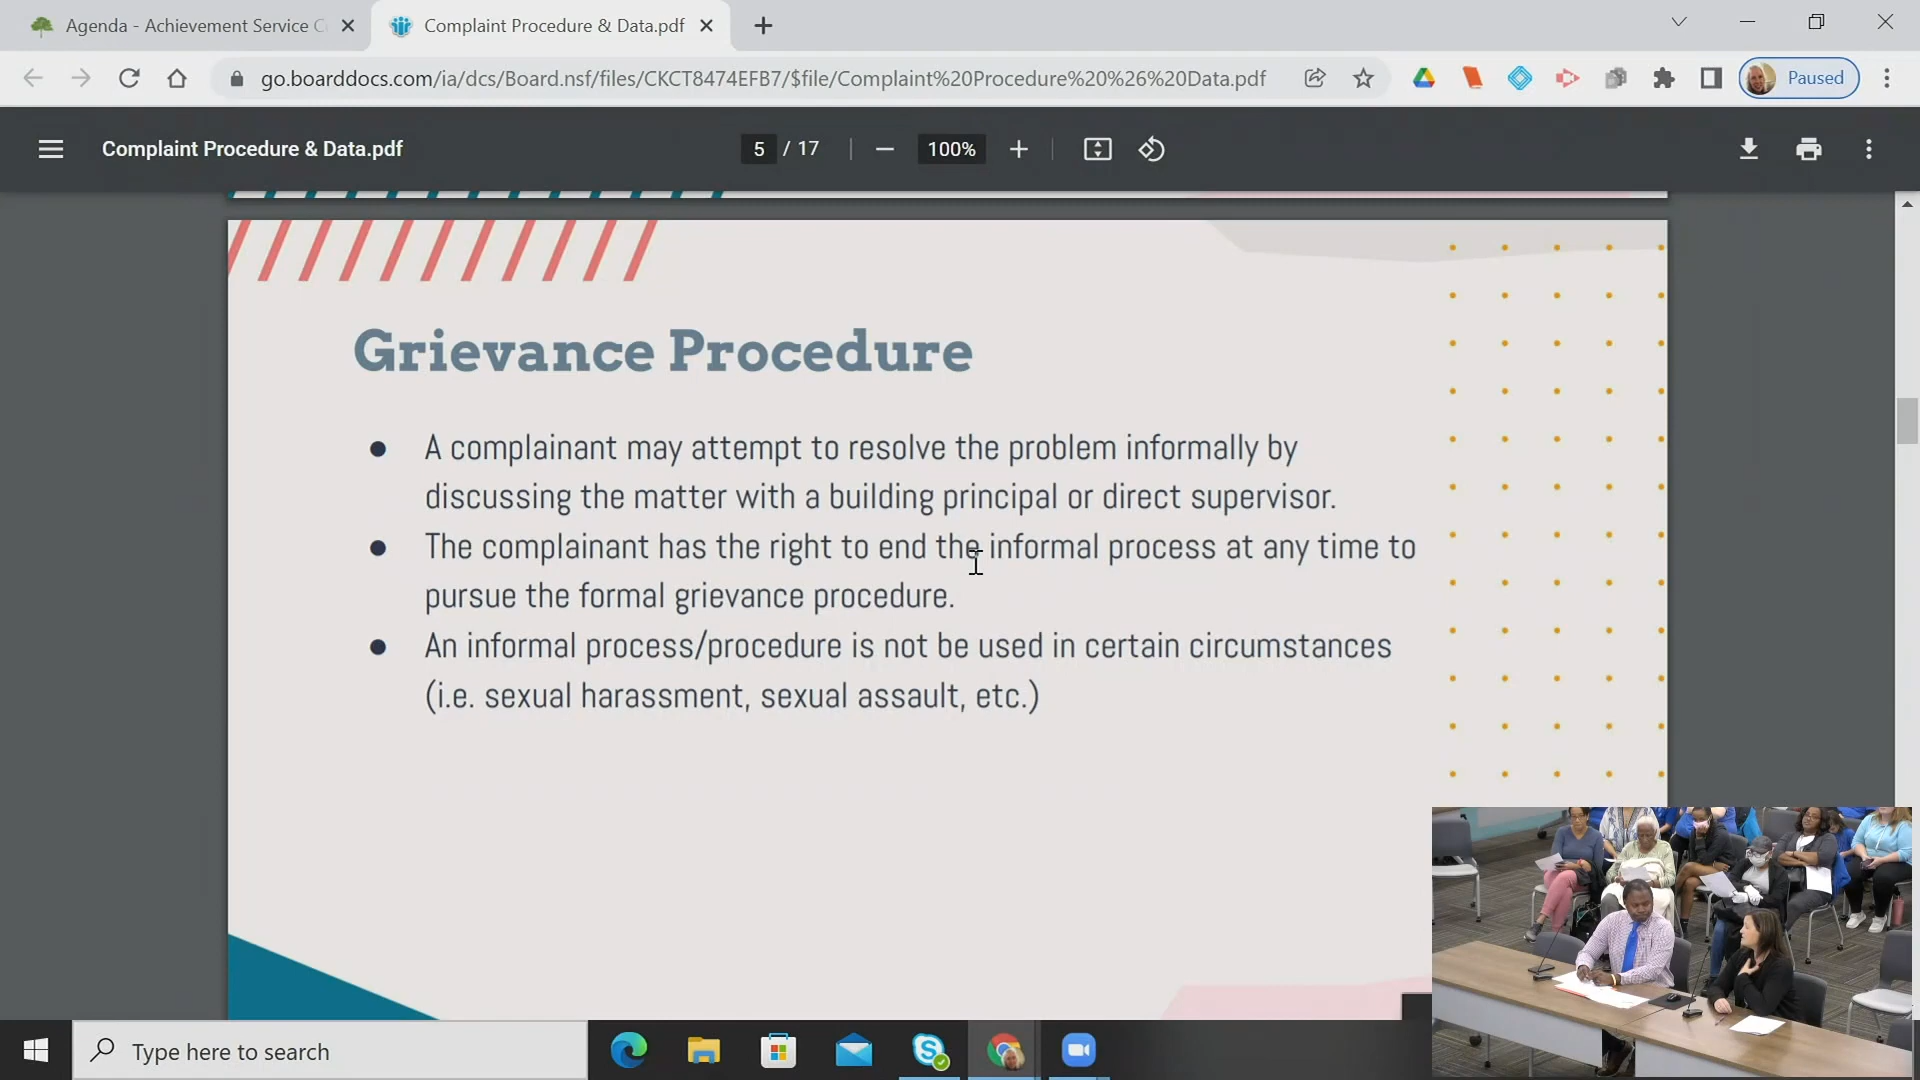 Agenda - Achievement Service C
Complaint Procedure & Data.pdf
go.boarddocs.com/ia/dcs/Board.nsf/files/CKCT8474EFB7/$file/Complaint%20Procedure%20%26%20Data.pdf
Paused
Complaint Procedure & Data.pdf
5 / 17
100%
Grievance Procedure
● A complainant may attempt to resolve the problem informally by
discussing the matter with a building principal or direct supervisor.
● The complainant has the right to end the informal process at any time to
pursue the formal grievance procedure.
● An informal process/procedure is not be used in certain circumstances
(i.e. sexual harassment, sexual assault, etc.)
Type here to search